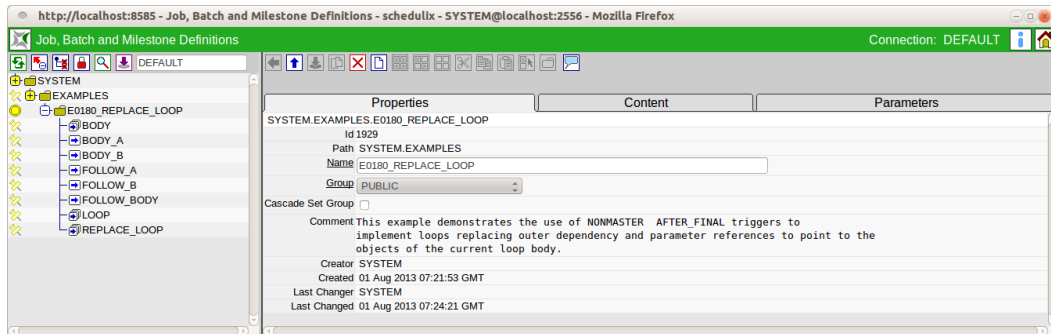 http://localhost:8585 - Job, Batch and Milestone Definitions - schedulix - SYSTEM@localhost:2556 - Mozilla Firefox
Job, Batch and Milestone Definitions
Connection: DEFAULT
DEFAULT
SYSTEM
EXAMPLES
E0180_REPLACE_LOOP
BODY
BODY_A
BODY_B
FOLLOW_A
FOLLOW_B
FOLLOW_BODY
LOOP
REPLACE_LOOP
Properties Content Parameters
SYSTEM.EXAMPLES.E0180_REPLACE_LOOP
Id 1929
Path SYSTEM.EXAMPLES
Name E0180_REPLACE_LOOP
Group PUBLIC
Cascade Set Group
Comment This example demonstrates the use of NONMASTER AFTER_FINAL triggers to
implement loops replacing outer dependency and parameter references to point to the
objects of the current loop body.
Creator SYSTEM
Created 01 Aug 2013 07:21:53 GMT
Last Changer SYSTEM
Last Changed 01 Aug 2013 07:24:21 GMT